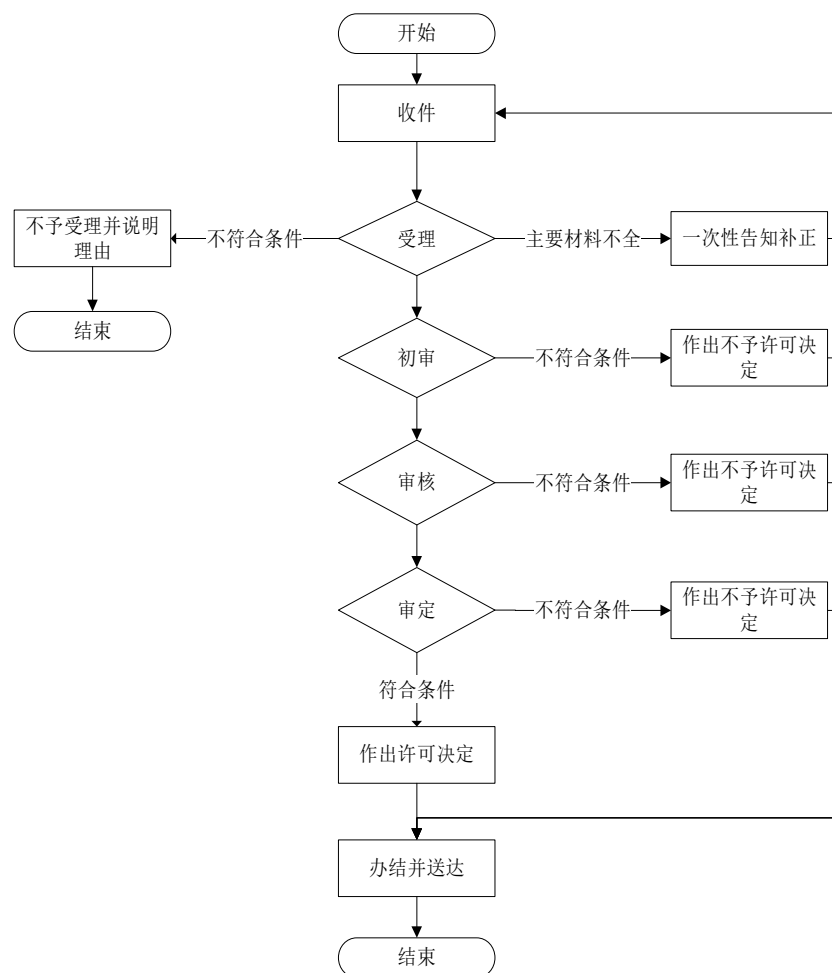 开始
收件
不予受理并说明
理由
不符合条件
受理
主要材料不全
一次性告知补正
结束
初审
不符合条件
作出不予许可决
定
审核
不符合条件
作出不予许可决
定
审定
不符合条件
作出不予许可决
定
符合条件
作出许可决定
办结并送达
结束